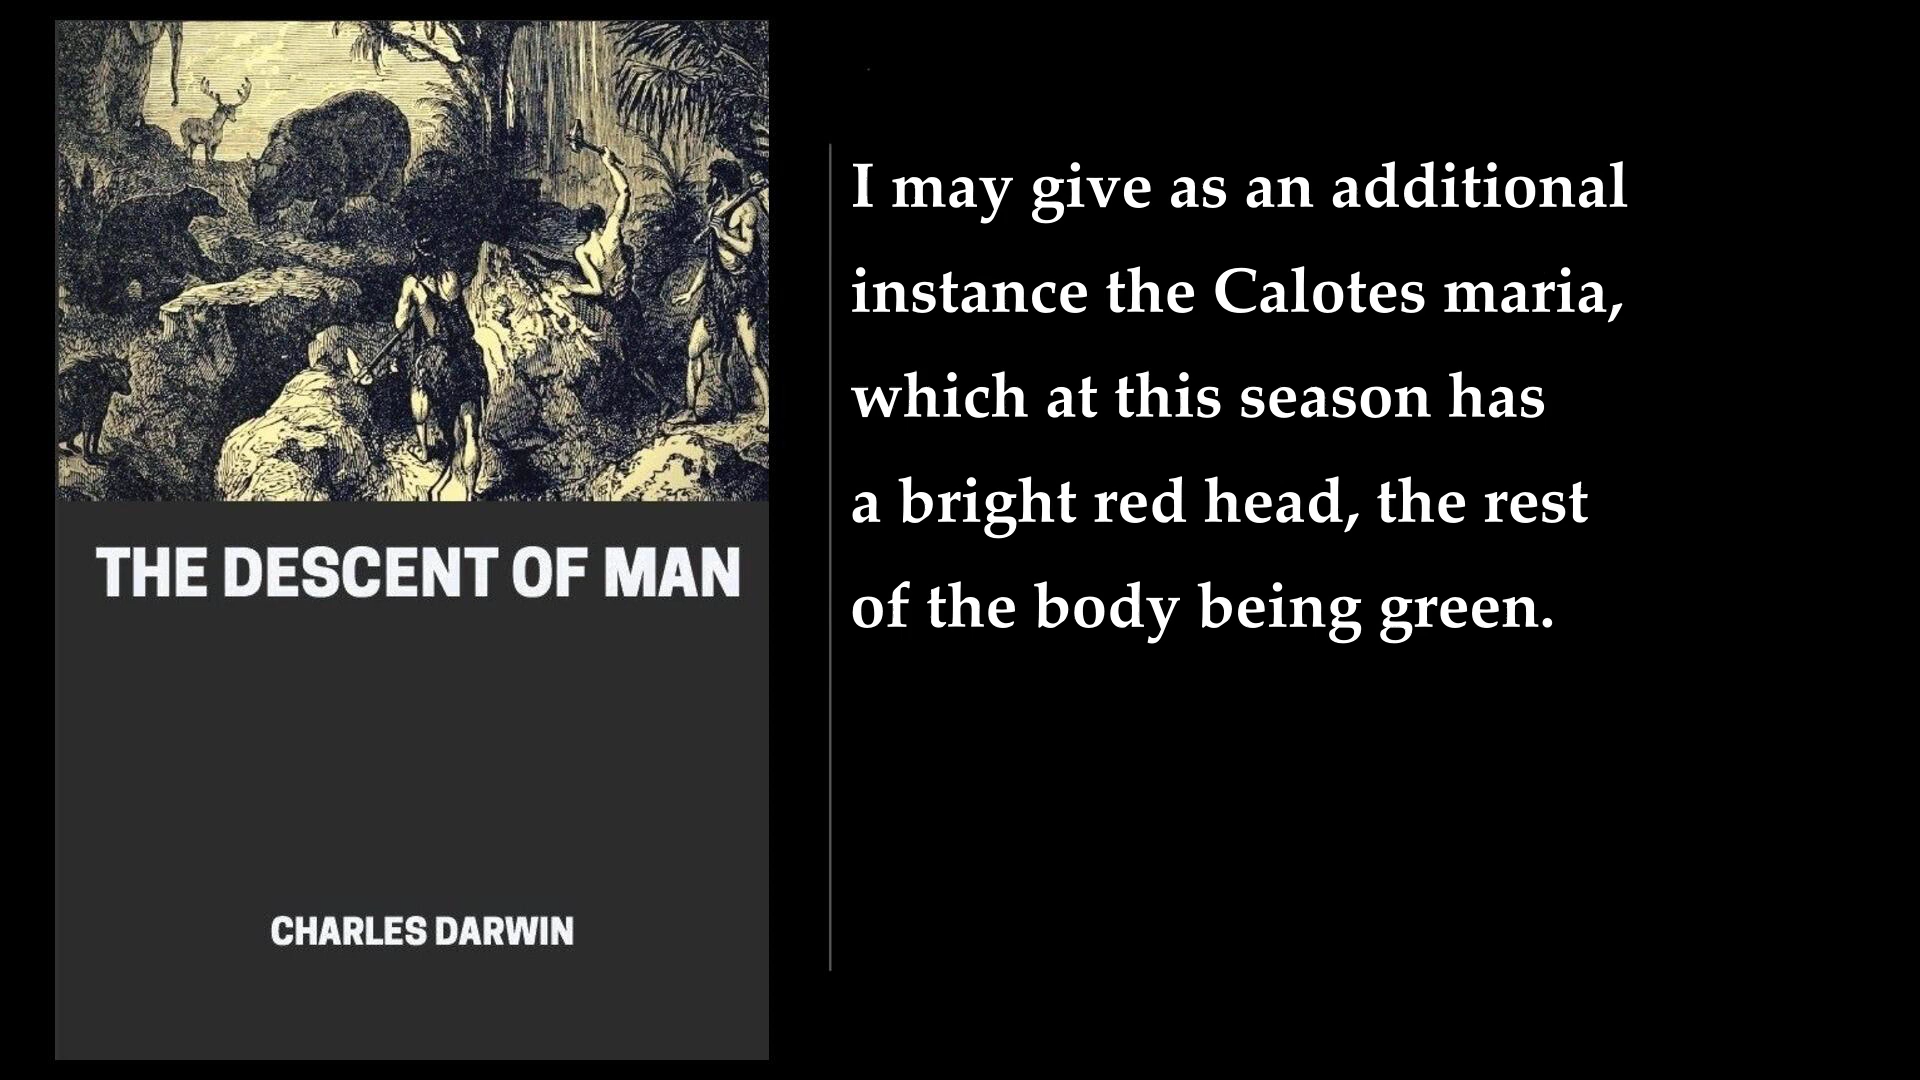 THE DESCENT OF MAN
CHARLES DARWIN
I may give as an additional
instance the Calotes maria,
which at this season has
a bright red head, the rest
of the body being green.